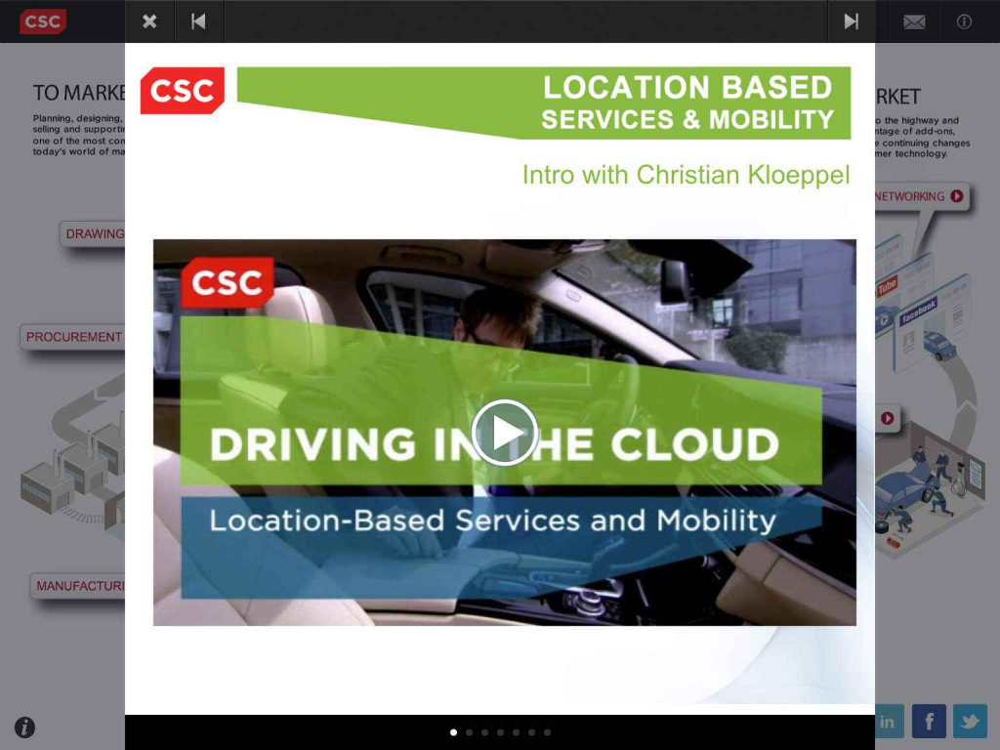 CSC
TO MARKE
Planning, designing,
selling and supportin
one of the most con
today's world of ma
DRAWING
PROCUREMENT
MANUFACTURI
CSC
LOCATION BASED
SERVICES & MOBILITY
Intro with Christian Kloeppel
CSC
DRIVING IN THE CLOUD
Location-Based Services and Mobility
RKET
o the highway and
ntage of add-ons,
e continuing changes
mer technology.
NETWORKING
Tube
facebook
i
in
f